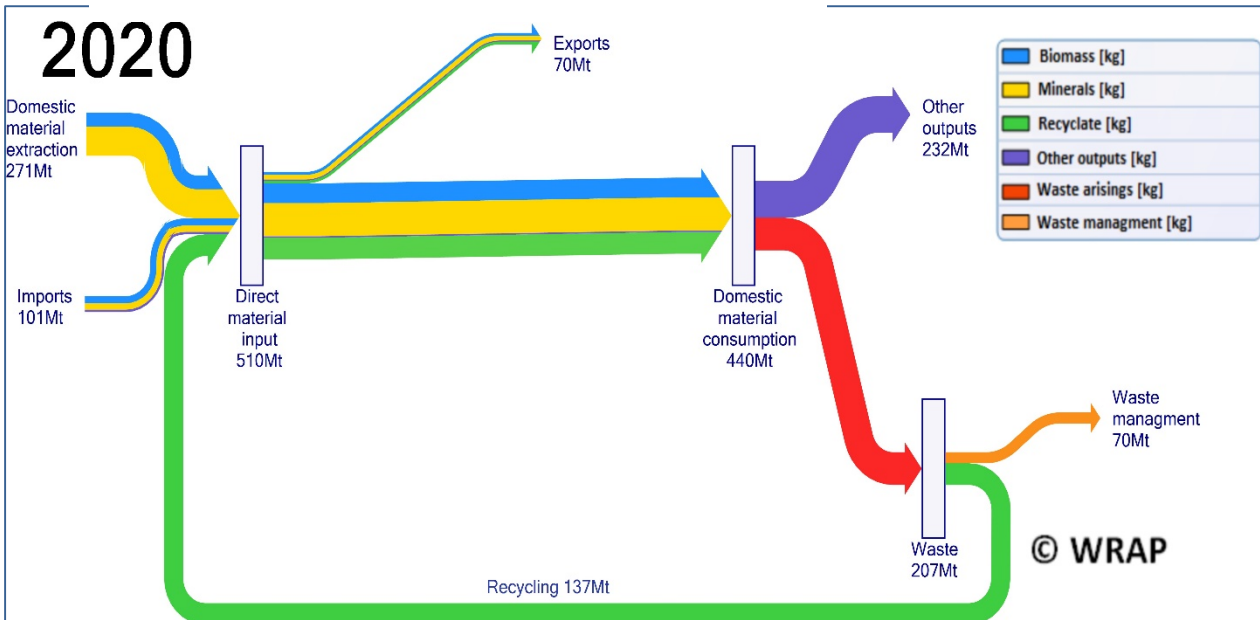 2020
Exports
70Mt
Biomass [kg]
Minerals [kg]
Recyclate [kg]
Other outputs [kg]
Waste arisings [kg]
Waste managment [kg]
Domestic
material
extraction
271Mt
Other
outputs
232Mt
Imports
101Mt
Direct
material
input
510Mt
Domestic
material
consumption
440Mt
Waste
managment
70Mt
Waste
207Mt
© WRAP
Recycling 137Mt